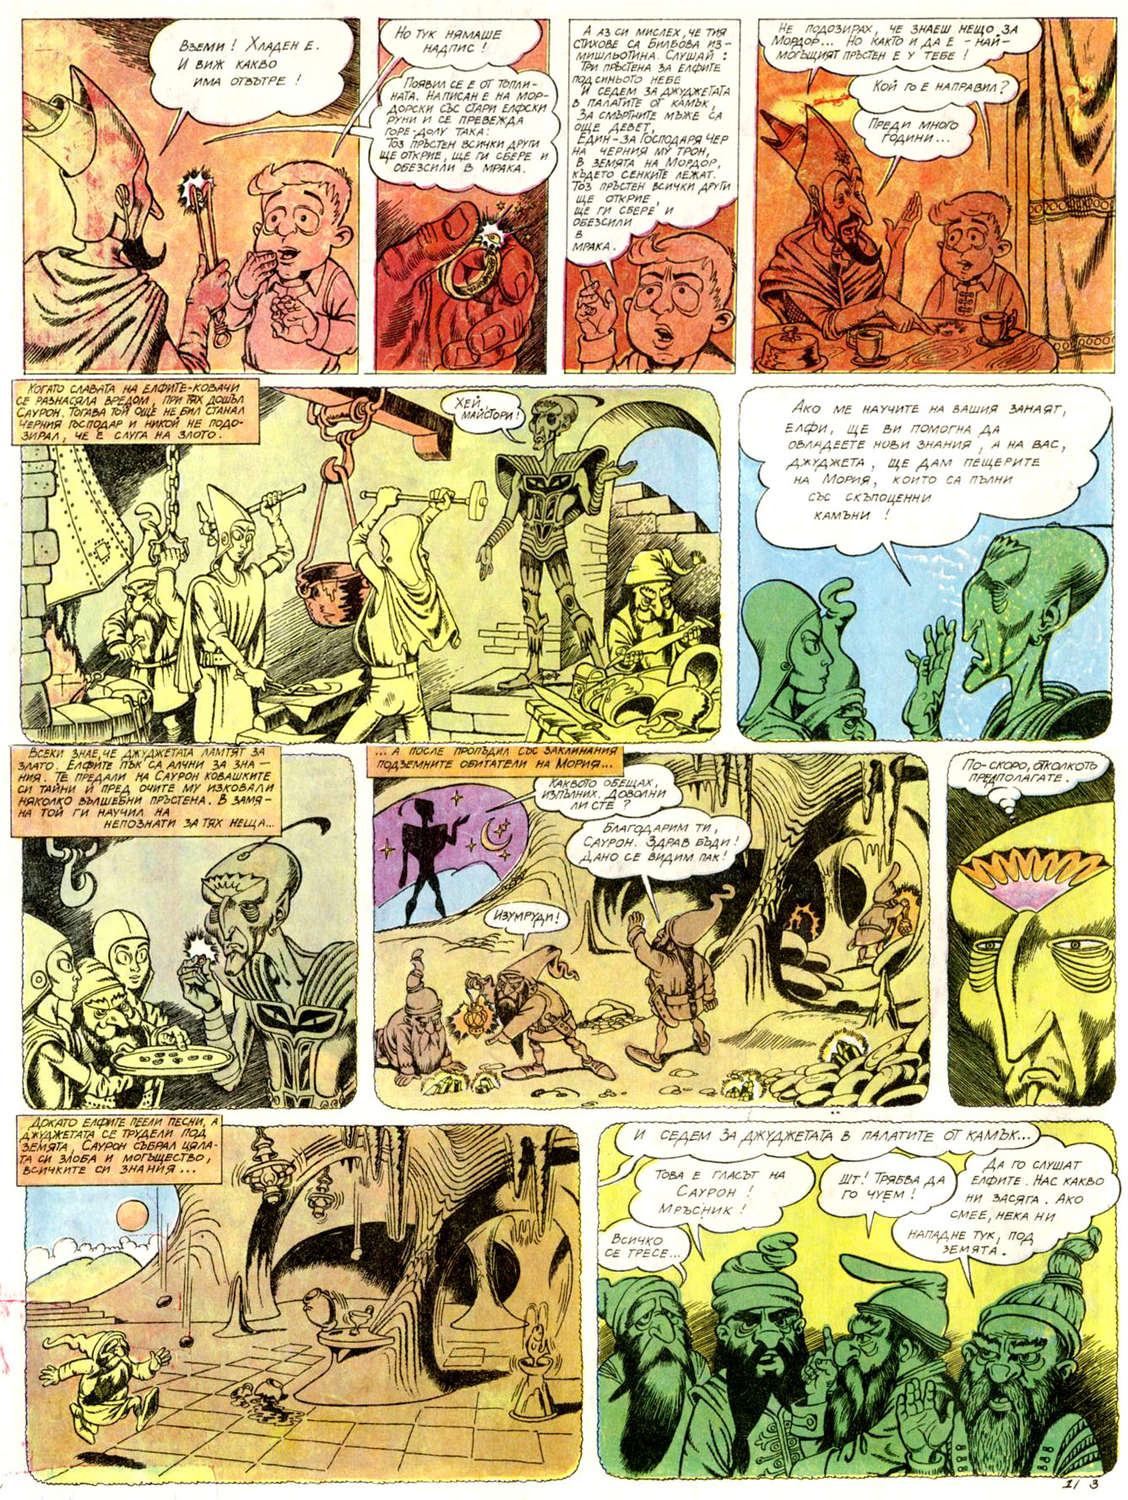 Вземи! Хладен е.
И виж какво
има отвътре!
Но тук нямаше
надпис!
Появил се е от топли-
ната. Написан е на мор-
дорски със стари елфски
руни и се превежда
горе-долу така:
Тоз пръстен всички други
ще открие, ще ги сбере и
обезсили в мрака.
А аз си мислех, че тия
стихове са Билбова из-
мишльотина. Слушай:
Три пръстена за елфите
под синьото небе
и седем за джуджетата
в палатите от камък,
за смъртните мъже са
още девет,
Един - за Господаря Чер
на черния му трон,
в земята на Мордор,
където сенките лежат.
Тоз пръстен всички други
ще открие,
ще ги сбере и
обезсили
в
мрака.
Не подозирах, че знаеш нещо за
Мордор... Но както и да е - най-
могъщият пръстен е у тебе!
Кой го е направил?
Преди много
години...
Когато славата на елфите-ковачи
се разнасяла вредом, при тях дошъл
Саурон. Тогава той още не бил станал
Черния господар и никой не подо-
зирал, че е слуга на злото.
Хей,
майстори!
Ако ме научите на вашия занаят,
елфи, ще ви помогна да
овладеете нови знания, а на вас,
джуджета, ще дам пещерите
на Мория, които са пълни
със скъпоценни
камъни!
Всеки знае, че джуджетата ламтят за
злато. Елфите пък са алчни за зна-
ния. Те предали на Саурон ковашките
си тайни и пред очите му изковали
няколко вълшебни пръстена. В замя-
на той ги научил на
непознати за тях неща...
...а после пропъдил със заклинания
подземните обитатели на Мория...
Каквото обещах,
изпълних. Доволни
ли сте?
Благодарим ти,
Саурон. Здрав бъди!
Дано се видим пак!
Изумруди!
По-скоро, отколкоть
предполагате.
Докато елфите пеели песни, а
джуджетата се трудели под
земята, Саурон събрал цяла-
та си злоба и могъщество,
всичките си знания...
И седем за джуджетата в палатите от камък...
Това е гласът на
Саурон!
Мръсник!
Шт! Трябва да
го чуем!
Да го слушат
елфите. Нас какво
ни засяга. Ако
смее, нека ни
нападне тук, под
земята.
Всичко
се тресе...
1/3